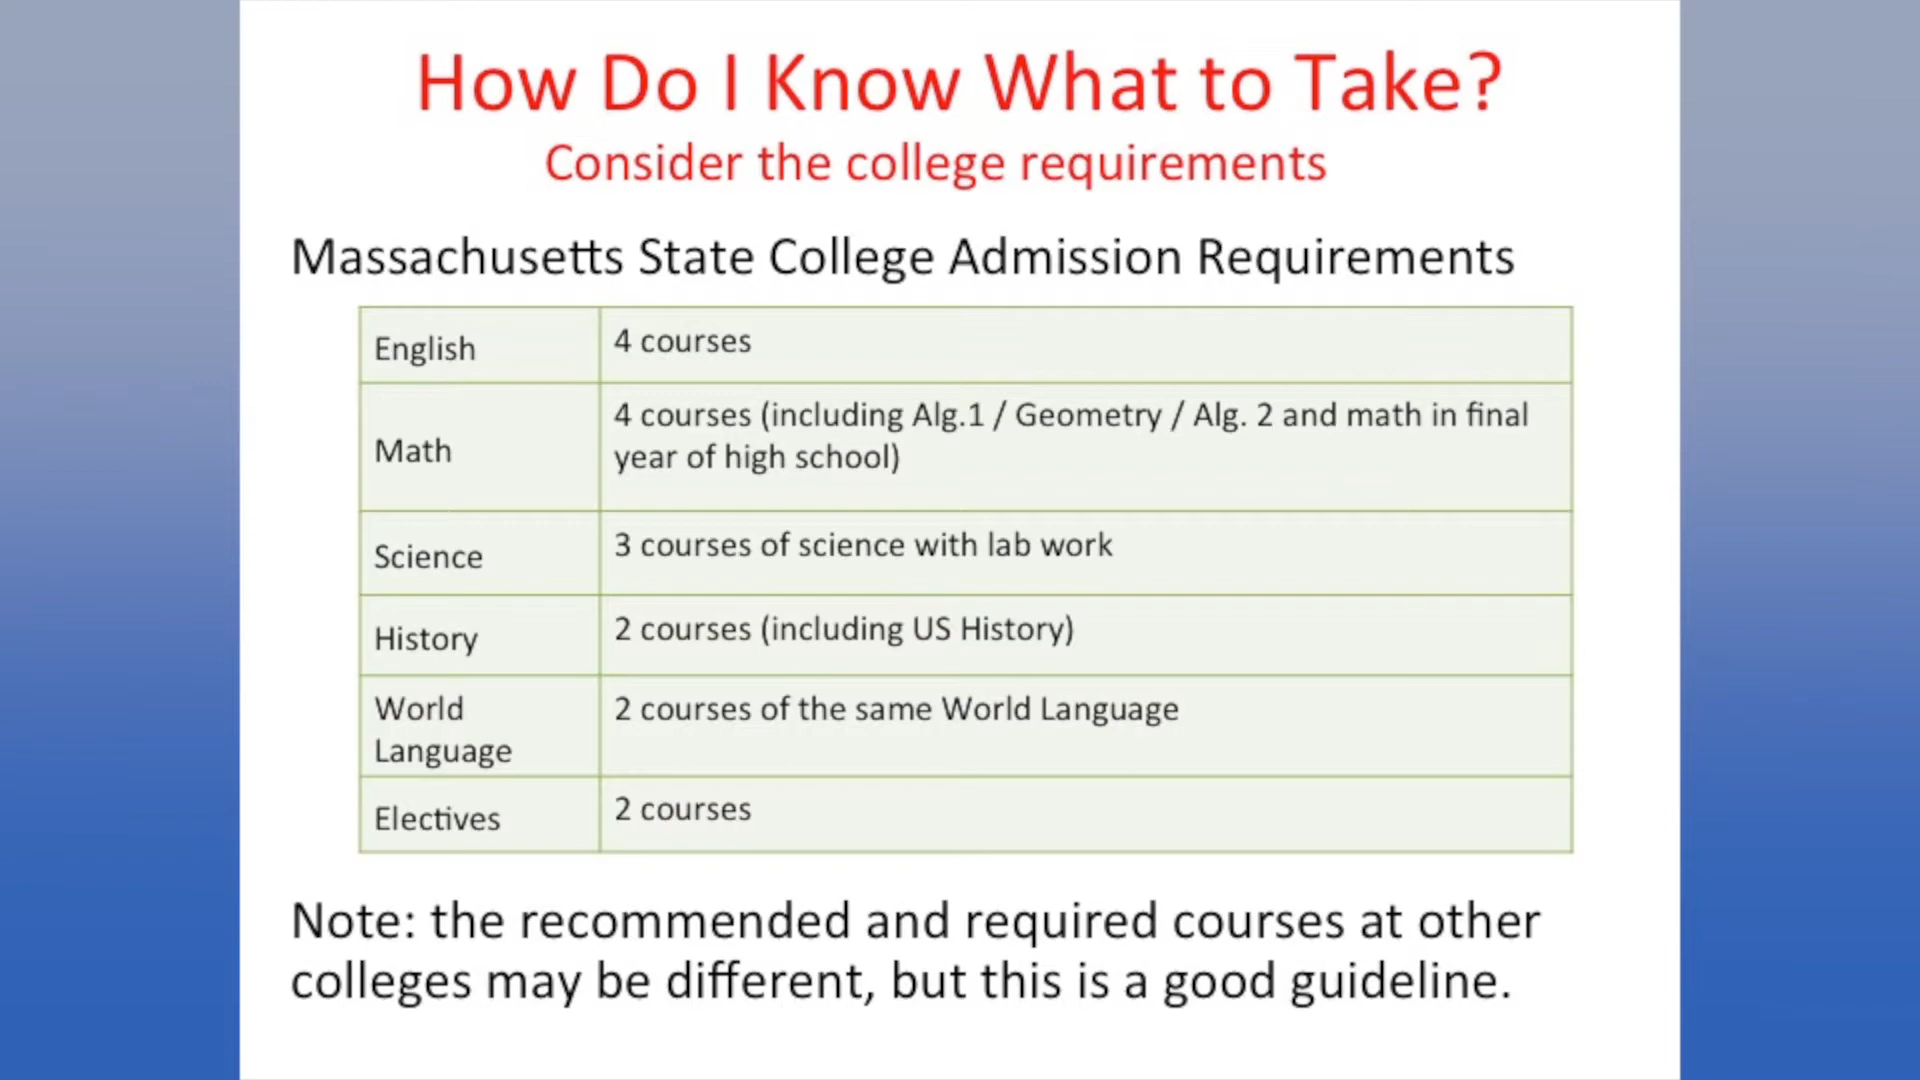 How Do I Know What to Take?
Consider the college requirements
Massachusetts State College Admission Requirements
English
4 courses
Math
4 courses (including Alg.1 / Geometry / Alg. 2 and math in final
year of high school)
Science
3 courses of science with lab work
History
2 courses (including US History)
World
Language
2 courses of the same World Language
Electives
2 courses
Note: the recommended and required courses at other
colleges may be different, but this is a good guideline.